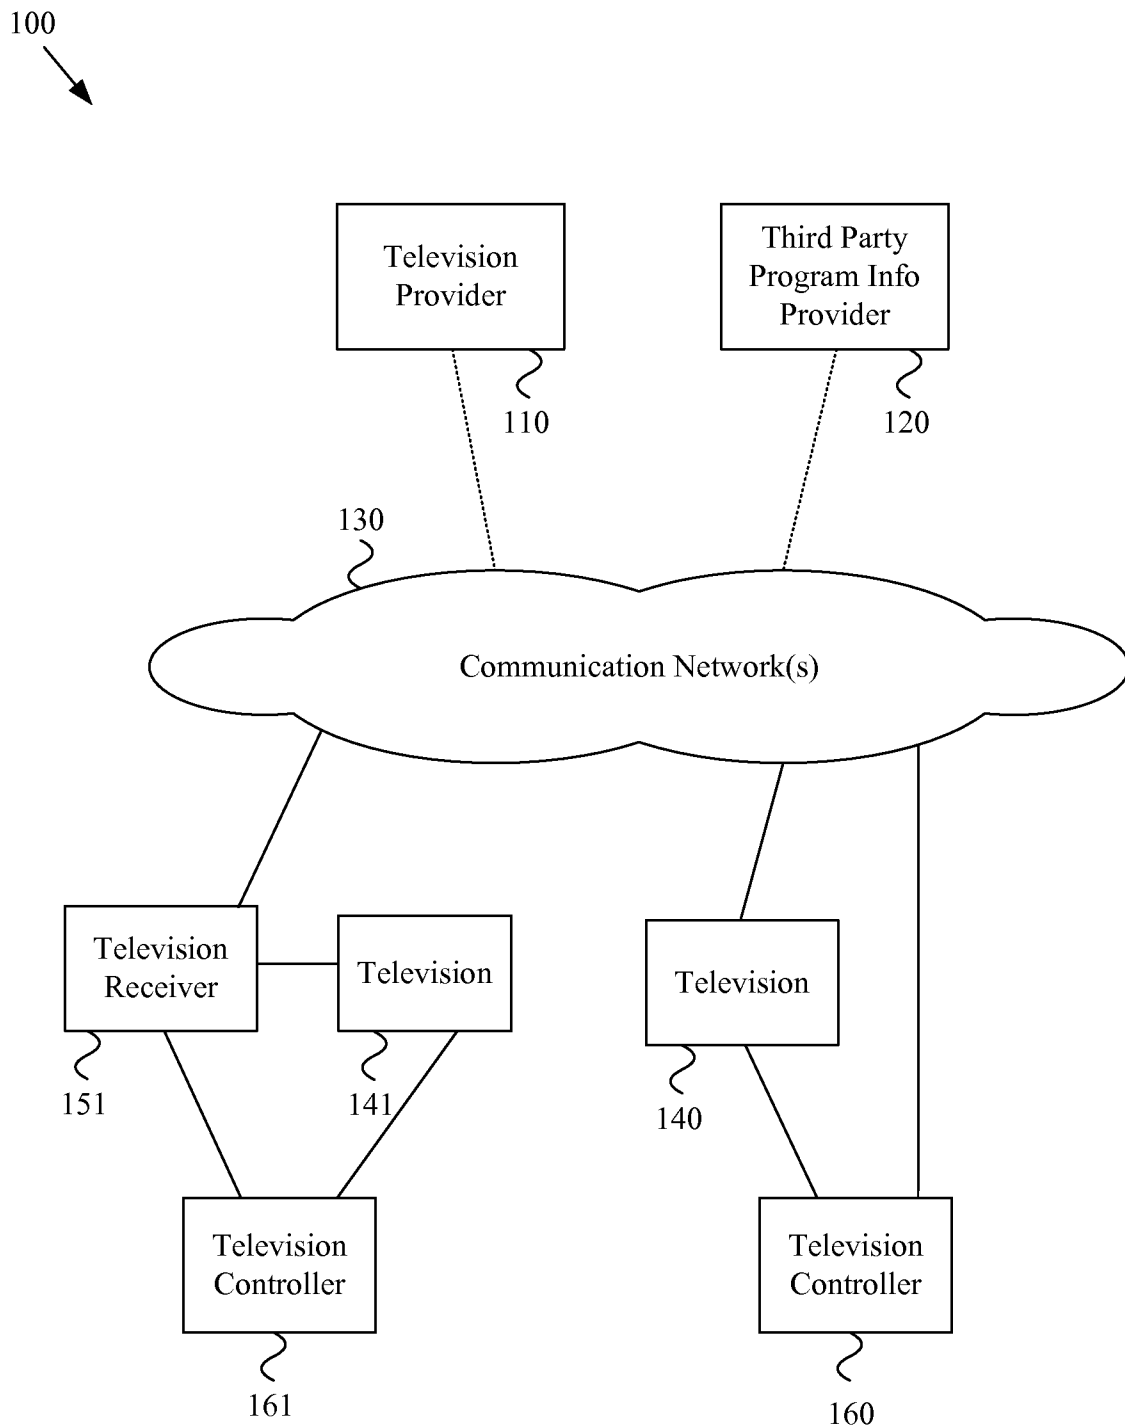 100
Television
Provider
Third Party
Program Info
Provider
110
120
130
Communication Network(s)
Television
Receiver
Television
Television
151
141
140
Television
Controller
Television
Controller
161
160